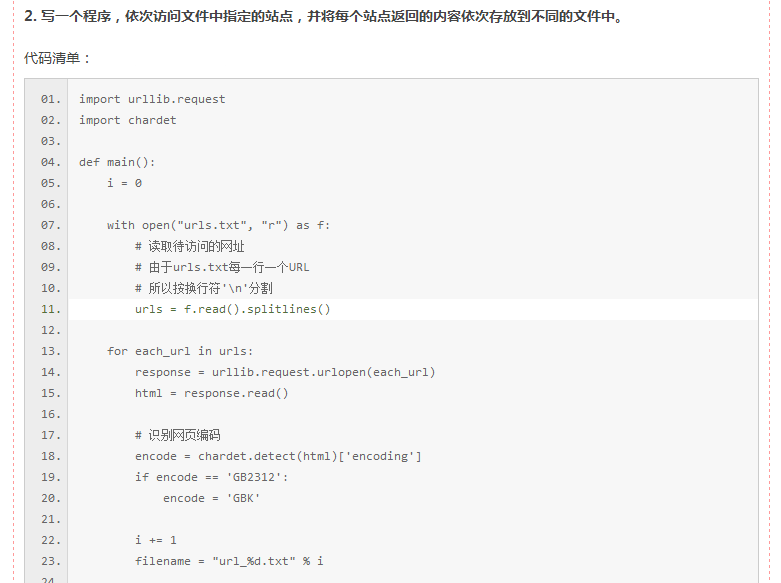 2. 写一个程序，依次访问文件中指定的站点，并将每个站点返回的内容依次存放到不同的文件中。
代码清单：
01. import urllib.request
02. import chardet
03.
04. def main():
05.     i = 0
06.
07.     with open("urls.txt", "r") as f:
08.         # 读取待访问的网址
09.         # 由于urls.txt每一行一个URL
10.         # 所以按换行符'\n'分割
11.         urls = f.read().splitlines()
12.
13.     for each_url in urls:
14.         response = urllib.request.urlopen(each_url)
15.         html = response.read()
16.
17.         # 识别网页编码
18.         encode = chardet.detect(html)['encoding']
19.         if encode == 'GB2312':
20.             encode = 'GBK'
21.
22.         i += 1
23.         filename = "url_%d.txt" % i
24.